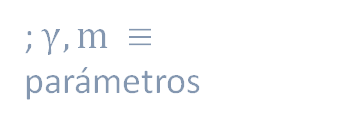 ; γ, m ≡
parámetros